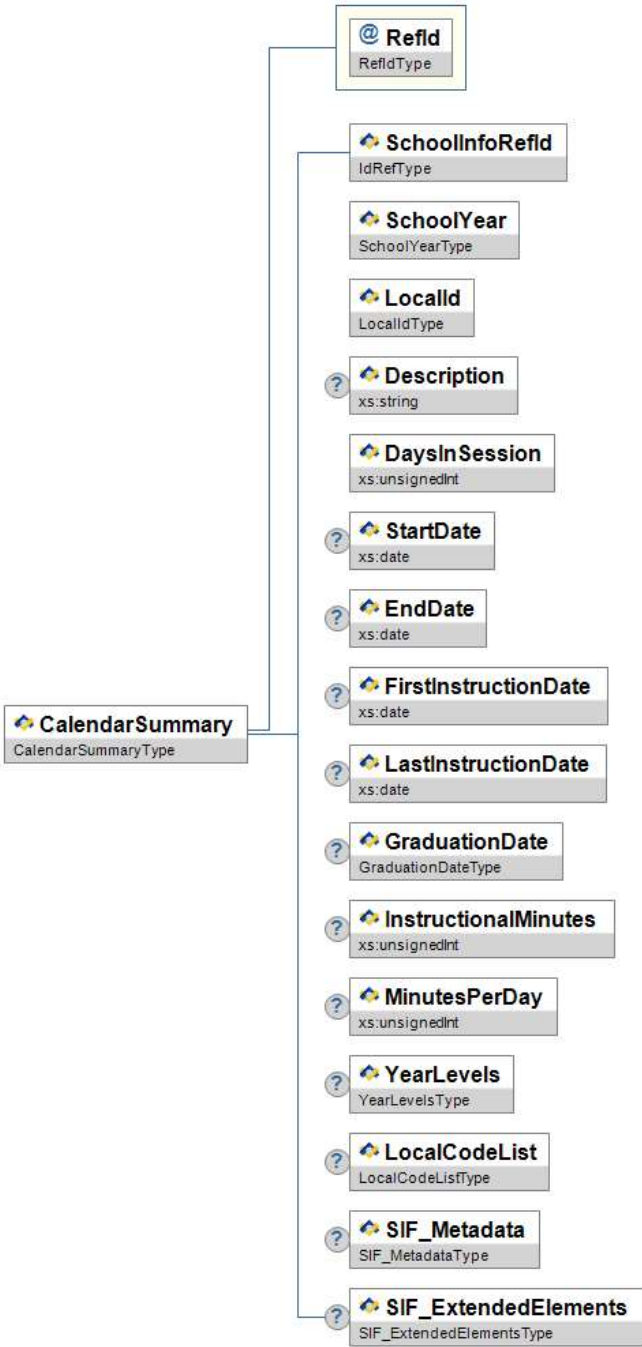 @ RefId
RefIdType
SchoolInfoRefId
IdRefType
SchoolYear
SchoolYearType
LocalId
LocalIdType
? Description
xs:string
DaysInSession
xs:unsignedInt
? StartDate
xs:date
? EndDate
xs:date
? FirstInstructionDate
xs:date
CalendarSummary
CalendarSummaryType
? LastInstructionDate
xs:date
? GraduationDate
GraduationDateType
? InstructionalMinutes
xs:unsignedInt
? MinutesPerDay
xs:unsignedInt
? YearLevels
YearLevelsType
? LocalCodeList
LocalCodeListType
? SIF_Metadata
SIF_MetadataType
? SIF_ExtendedElements
SIF_ExtendedElementsType